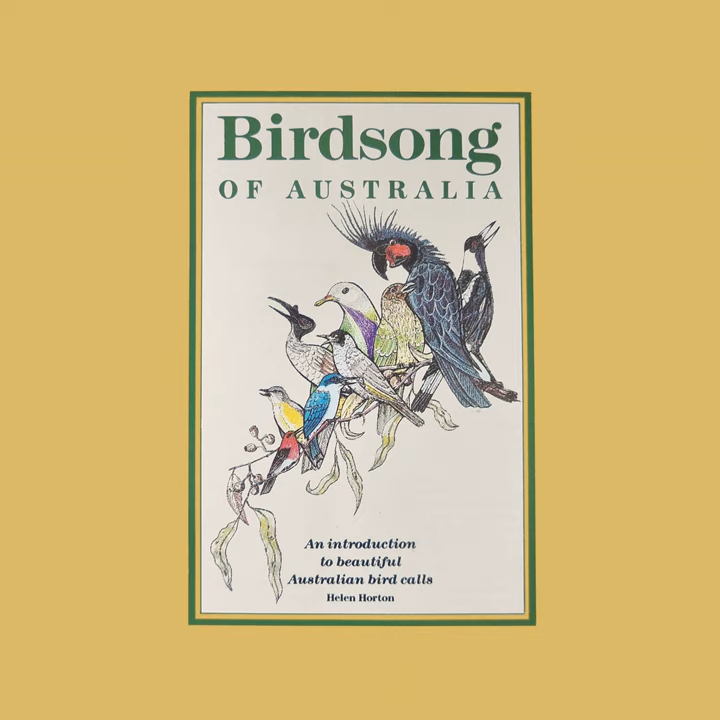 Birdsong
OF AUSTRALIA
An introduction
to beautiful
Australian bird calls
Helen Horton